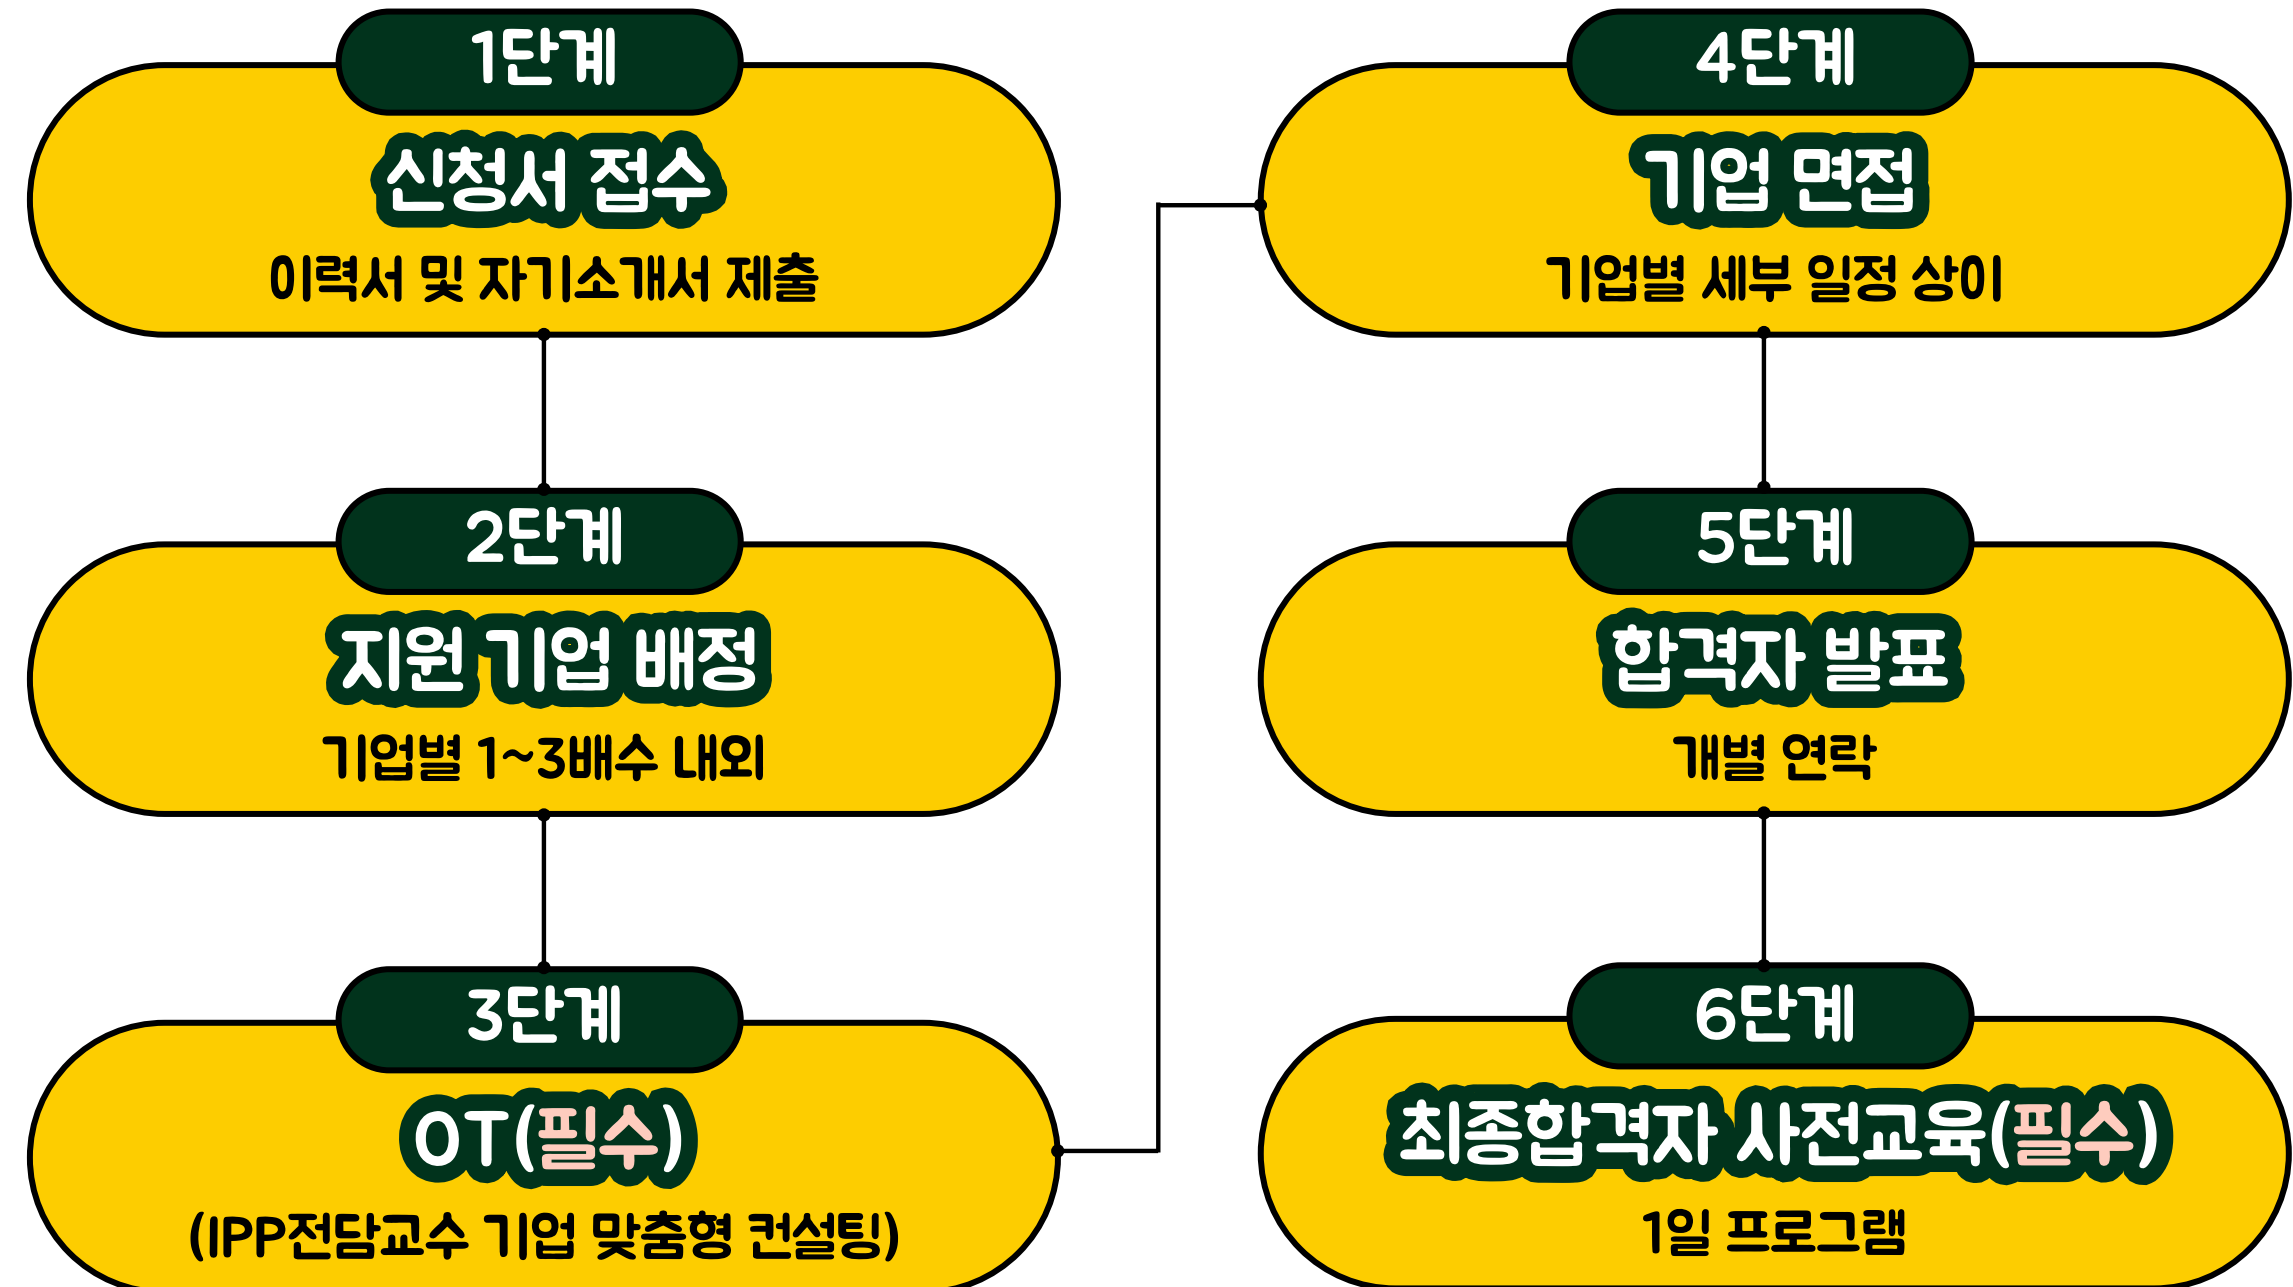 1단계
신청서 접수
이력서 및 자기소개서 제출
2단계
지원 기업 배정
기업별 1~3배수 내외
3단계
OT(필수)
(IPP전담교수 기업 맞춤형 컨설팅)
4단계
기업 면접
기업별 세부 일정 상이
5단계
합격자 발표
개별 연락
6단계
최종합격자 사전교육(필수)
1일 프로그램